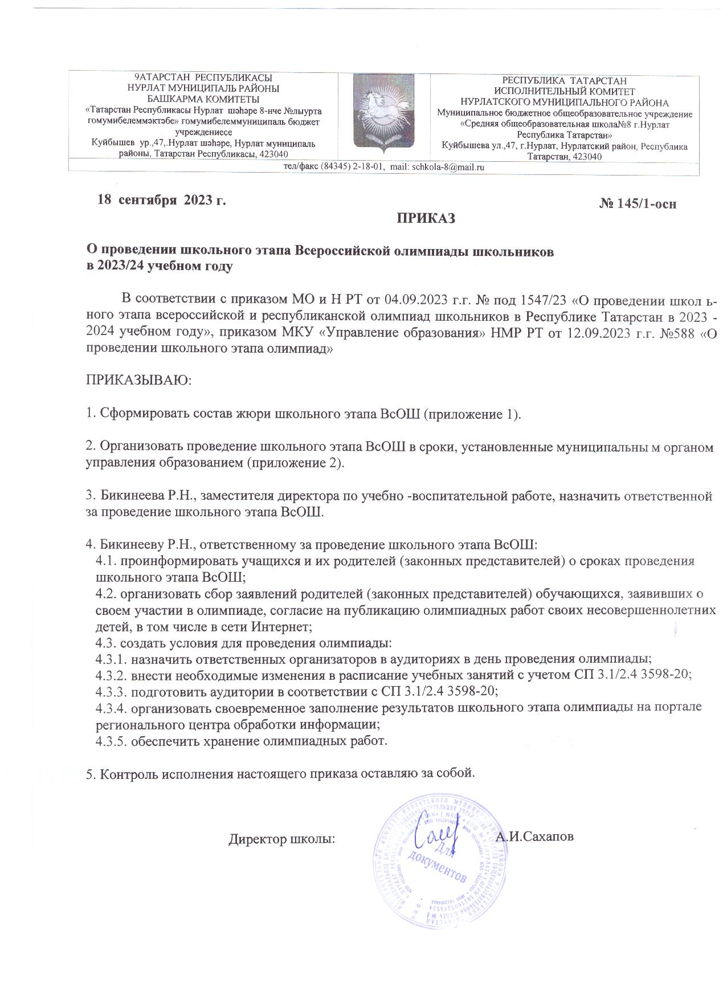 9АТАРСТАН РЕСПУБЛИКАСЫ
НУРЛАТ МУНИЦИПАЛЬ РАЙОНЫ
БАШКАРМА КОМИТЕТЫ
«Татарстан Республикасы Нурлат шәһәре 8-нче №лыурта
гомумибелеммәктәбе» гомумибелеммуниципаль бюджет
учреждениесе
Куйбышев ур.,47,.Нурлат шәһәре, Нурлат муниципаль
районы, Татарстан Республикасы, 423040
РЕСПУБЛИКА ТАТАРСТАН
ИСПОЛНИТЕЛЬНЫЙ КОМИТЕТ
НУРЛАТСКОГО МУНИЦИПАЛЬНОГО РАЙОНА
Муниципальное бюджетное общеобразовательное учреждение
«Средняя общеобразовательная школа№8 г.Нурлат
Республика Татарстан»
Куйбышева ул.,47, г.Нурлат, Нурлатский район, Республика
Татарстан, 423040
тел/факс (84345) 2-18-01, mail: schkola-8@mail.ru
18 сентября 2023 г.
№ 145/1-осн
ПРИКАЗ
О проведении школьного этапа Всероссийской олимпиады школьников
в 2023/24 учебном году
В соответствии с приказом МО и Н РТ от 04.09.2023 г.г. № под 1547/23 «О проведении школ ь-
ного этапа всероссийской и республиканской олимпиад школьников в Республике Татарстан в 2023 -
2024 учебном году», приказом МКУ «Управление образования» НМР РТ от 12.09.2023 г.г. №588 «О
проведении школьного этапа олимпиад»
ПРИКАЗЫВАЮ:
1. Сформировать состав жюри школьного этапа ВсОШ (приложение 1).
2. Организовать проведение школьного этапа ВсОШ в сроки, установленные муниципальны м органом
управления образованием (приложение 2).
3. Бикинеева Р.Н., заместителя директора по учебно -воспитательной работе, назначить ответственной
за проведение школьного этапа ВсОШ.
4. Бикинееву Р.Н., ответственному за проведение школьного этапа ВсОШ:
4.1. проинформировать учащихся и их родителей (законных представителей) о сроках проведения
школьного этапа ВсОШ;
4.2. организовать сбор заявлений родителей (законных представителей) обучающихся, заявивших о
своем участии в олимпиаде, согласие на публикацию олимпиадных работ своих несовершеннолетних
детей, в том числе в сети Интернет;
4.3. создать условия для проведения олимпиады:
4.3.1. назначить ответственных организаторов в аудиториях в день проведения олимпиады;
4.3.2. внести необходимые изменения в расписание учебных занятий с учетом СП 3.1/2.4 3598-20;
4.3.3. подготовить аудитории в соответствии с СП 3.1/2.4 3598-20;
4.3.4. организовать своевременное заполнение результатов школьного этапа олимпиады на портале
регионального центра обработки информации;
4.3.5. обеспечить хранение олимпиадных работ.
5. Контроль исполнения настоящего приказа оставляю за собой.
Директор школы:
А.И.Сахапов
Для
документов